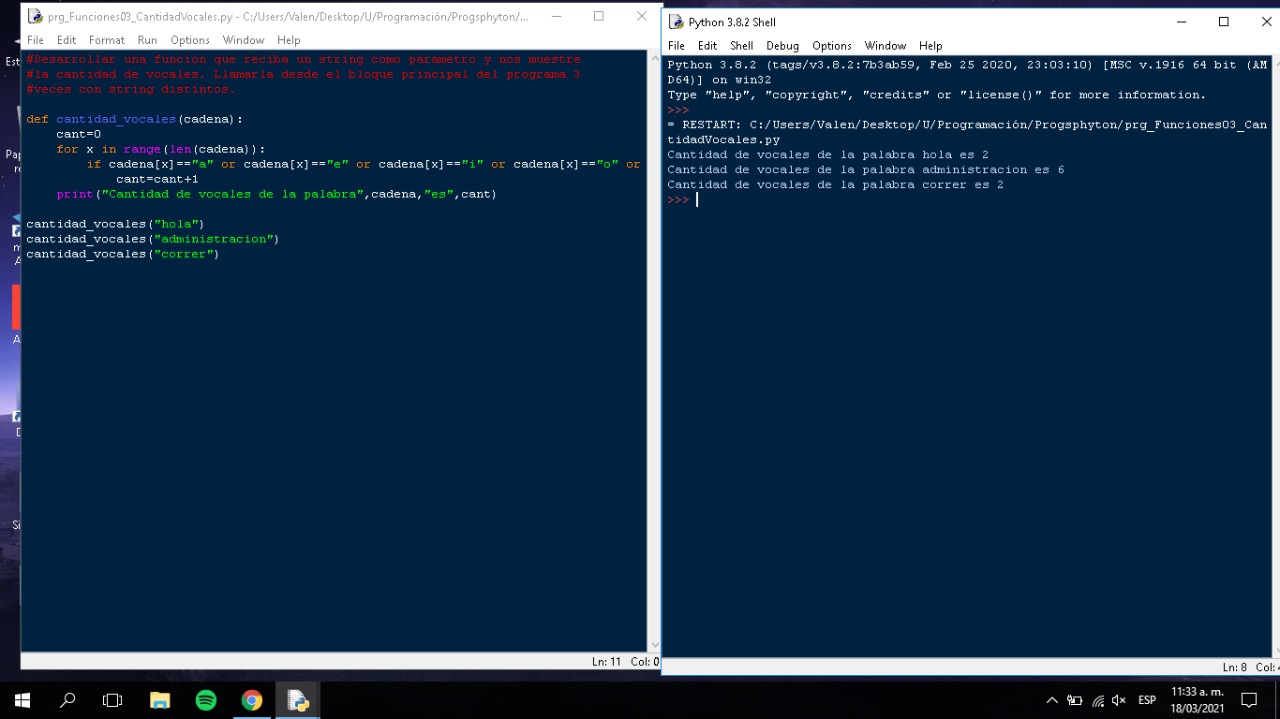 prg_Funciones03_CantidadVocales.py - C:/Users/Valen/Desktop/U/Programación/Progsphyton/...
File Edit Format Run Options Window Help
#Desarrollar una funcion que reciba un string como parametro y nos muestre
#la cantidad de vocales. Llamarla desde el bloque principal del programa 3
#veces con string distintos.
def cantidad_vocales(cadena):
cant=0
for x in range(len(cadena)):
if cadena[x]=="a" or cadena[x]=="e" or cadena[x]=="i" or cadena[x]=="o" or
cant=cant+1
print("Cantidad de vocales de la palabra",cadena,"es",cant)
cantidad_vocales("hola")
cantidad_vocales("administracion")
cantidad_vocales("correr")
Ln: 11 Col: 0
Python 3.8.2 Shell
File Edit Shell Debug Options Window Help
Python 3.8.2 (tags/v3.8.2:7b3ab59, Feb 25 2020, 23:03:10) [MSC v.1916 64 bit (AM
D64)] on win32
Type "help", "copyright", "credits" or "license()" for more information.
>>>
= RESTART: C:/Users/Valen/Desktop/U/Programación/Progsphyton/prg_Funciones03_Can
tidadVocales.py
Cantidad de vocales de la palabra hola es 2
Cantidad de vocales de la palabra administracion es 6
Cantidad de vocales de la palabra correr es 2
>>>
Ln: 8 Col: 4
ESP
11:33 a. m.
18/03/2021